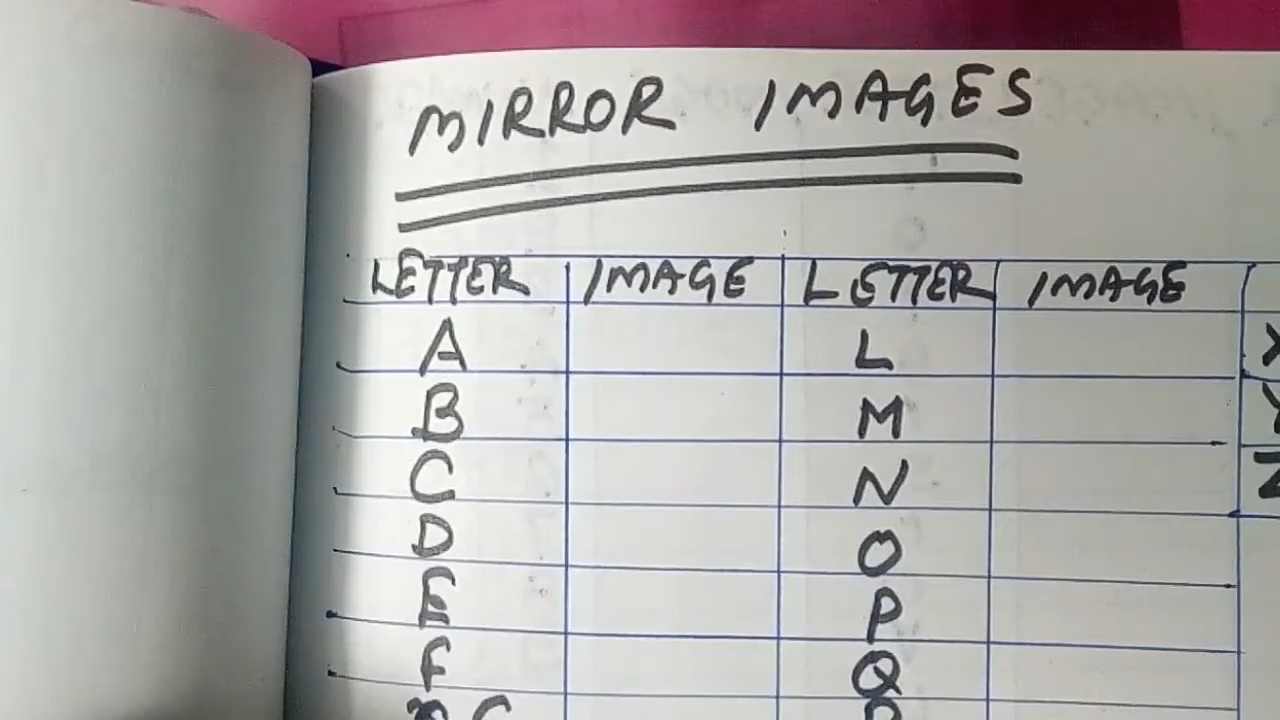 MIRROR IMAGES
LETTER IMAGE LETTER IMAGE
A L
B M
C N
D O
E P
F Q